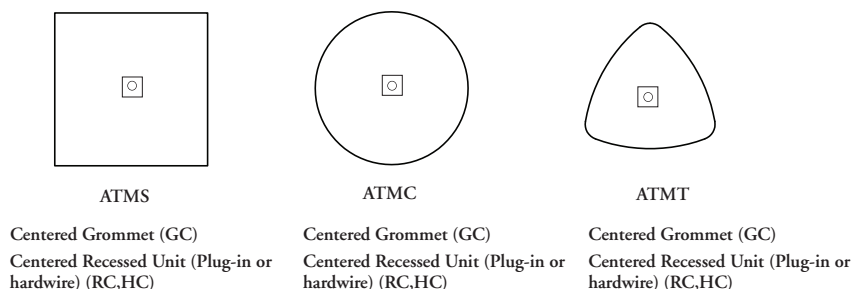 ATMS
Centered Grommet (GC)
Centered Recessed Unit (Plug-in or
hardwire) (RC,HC)
ATMC
Centered Grommet (GC)
Centered Recessed Unit (Plug-in or
hardwire) (RC,HC)
ATMT
Centered Grommet (GC)
Centered Recessed Unit (Plug-in or
hardwire) (RC,HC)